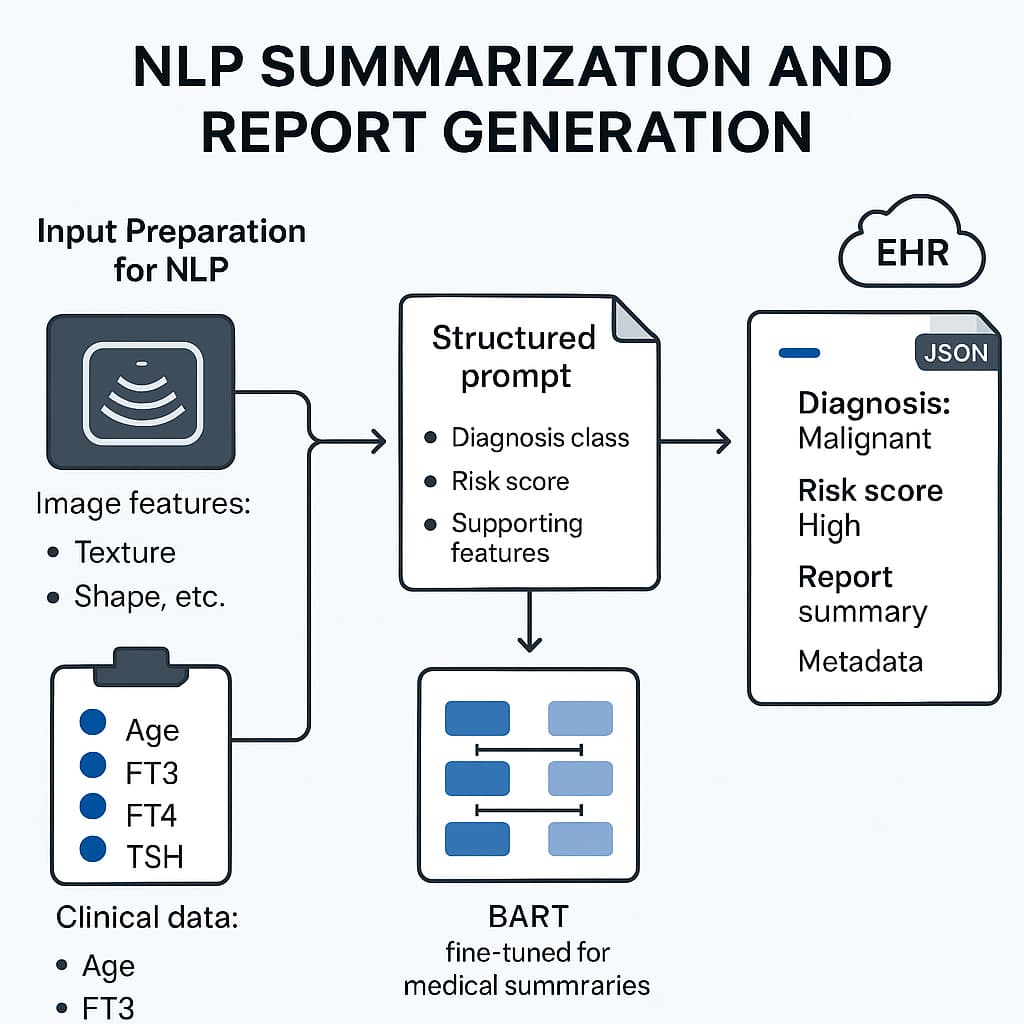 NLP SUMMARIZATION AND
REPORT GENERATION
Input Preparation
for NLP
Image features:
• Texture
• Shape, etc.
Age
FT3
FT4
TSH
Clinical data:
• Age
• FT3
Structured
prompt
• Diagnosis class
• Risk score
• Supporting
features
BART
fine-tuned for
medical summraries
EHR
JSON
Diagnosis:
Malignant
Risk score
High
Report
summary
Metadata